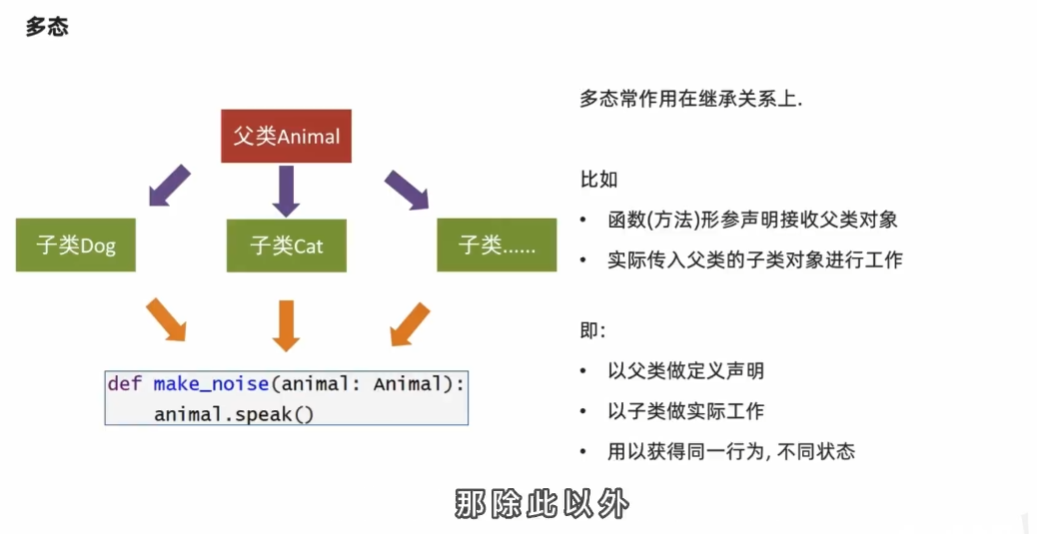 多态
父类Animal
子类Dog
子类Cat
子类……
def make_noise(animal: Animal):
animal.speak()
多态常作用在继承关系上.
比如
• 函数(方法)形参声明接收父类对象
• 实际传入父类的子类对象进行工作
即：
• 以父类做定义声明
• 以子类做实际工作
• 用以获得同一行为, 不同状态
那除此以外